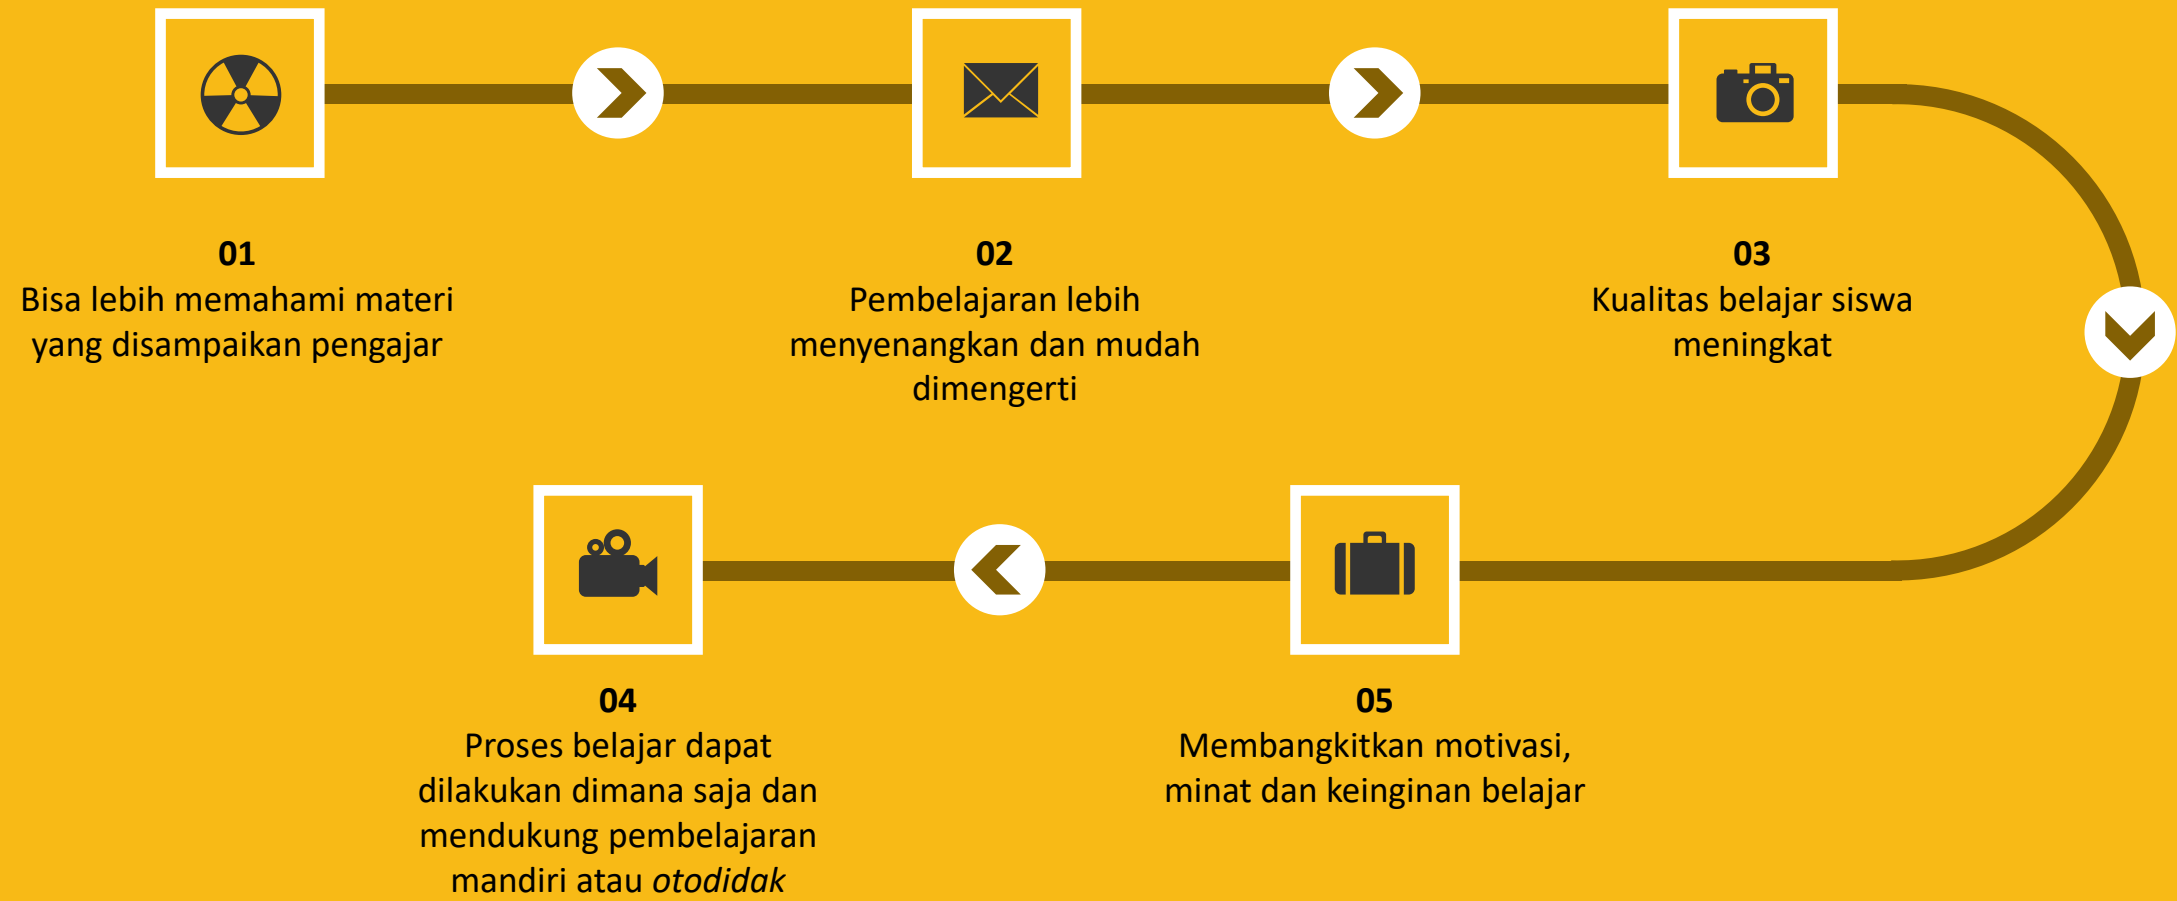 01
Bisa lebih memahami materi
yang disampaikan pengajar
02
Pembelajaran lebih
menyenangkan dan mudah
dimengerti
03
Kualitas belajar siswa
meningkat
04
Proses belajar dapat
dilakukan dimana saja dan
mendukung pembelajaran
mandiri atau otodidak
05
Membangkitkan motivasi,
minat dan keinginan belajar